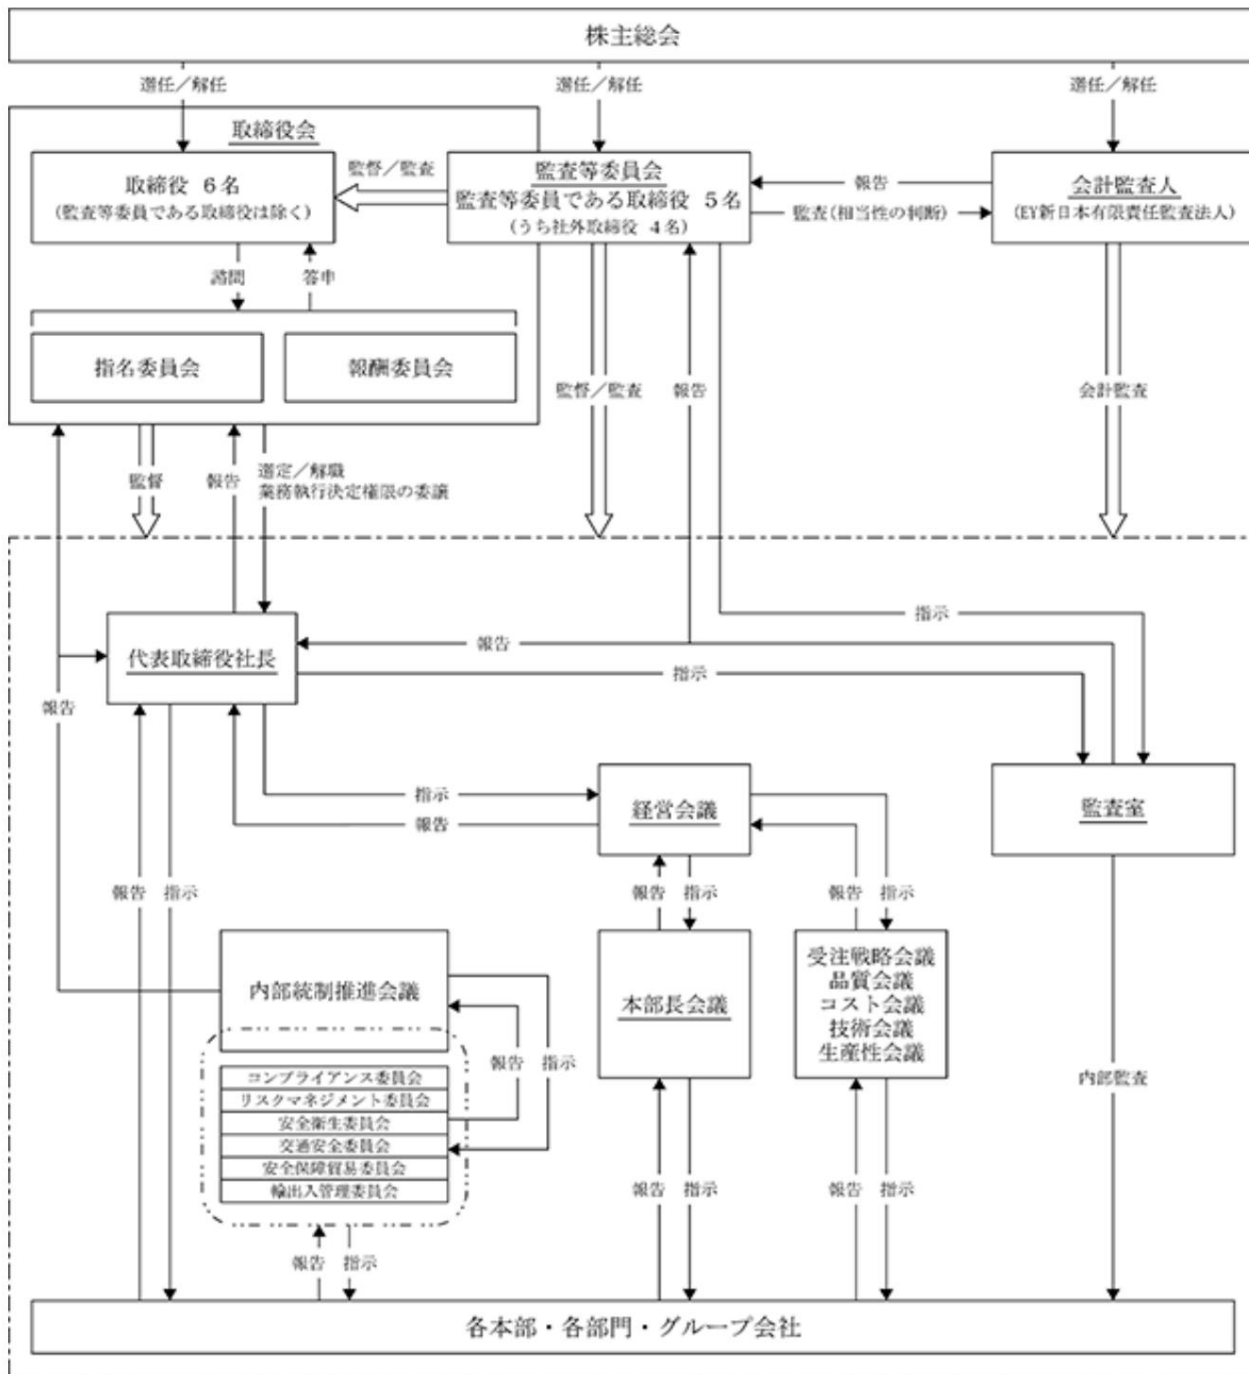 株主総会
選任／解任
選任／解任
選任／解任
取締役会
取締役 6名
(監査等委員である取締役は除く)
監督／監査
監査等委員会
監査等委員である取締役 5名
(うち社外取締役 4名)
報告
監査(相当性の判断)
会計監査人
(EY新日本有限責任監査法人)
諮問
答申
指名委員会
報酬委員会
監督／監査
報告
会計監査
監督
報告
選定／解職
業務執行決定権限の委譲
指示
代表取締役社長
報告
指示
報告
指示
報告
経営会議
監査室
報告
指示
報告
指示
報告
指示
内部統制推進会議
本部長会議
受注戦略会議
品質会議
コスト会議
技術会議
生産性会議
報告
指示
コンプライアンス委員会
リスクマネジメント委員会
安全衛生委員会
交通安全委員会
安全保障貿易委員会
輸出入管理委員会
内部監査
報告
指示
報告
指示
報告
指示
各本部・各部門・グループ会社